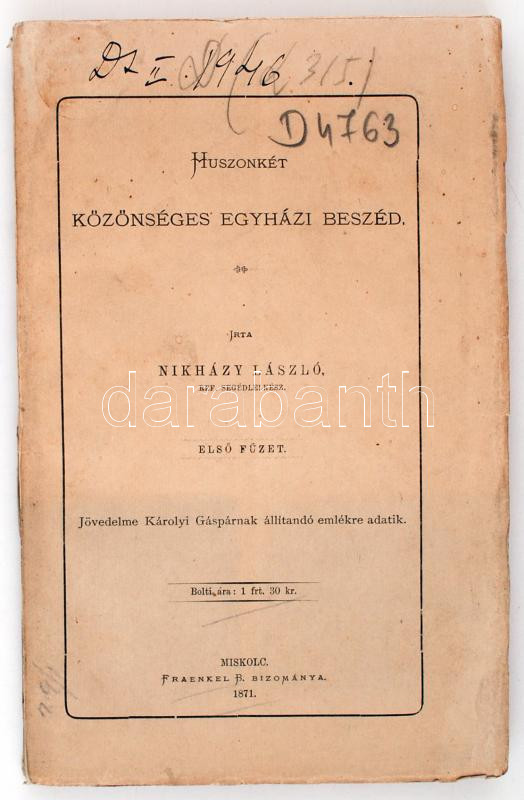 D 4763
HUSZONKÉT
KÖZÖNSÉGES EGYHÁZI BESZÉD.
IRTA
NIKHÁZY LÁSZLÓ,
REF. SEGÉDLELKÉSZ.
darabanth
ELSŐ FÜZET.
Jövedelme Károlyi Gáspárnak állítandó emlékre adatik.
Bolti ára: 1 frt. 30 kr.
MISKOLC.
FRAENKEL B. BIZOMÁNYA.
1871.